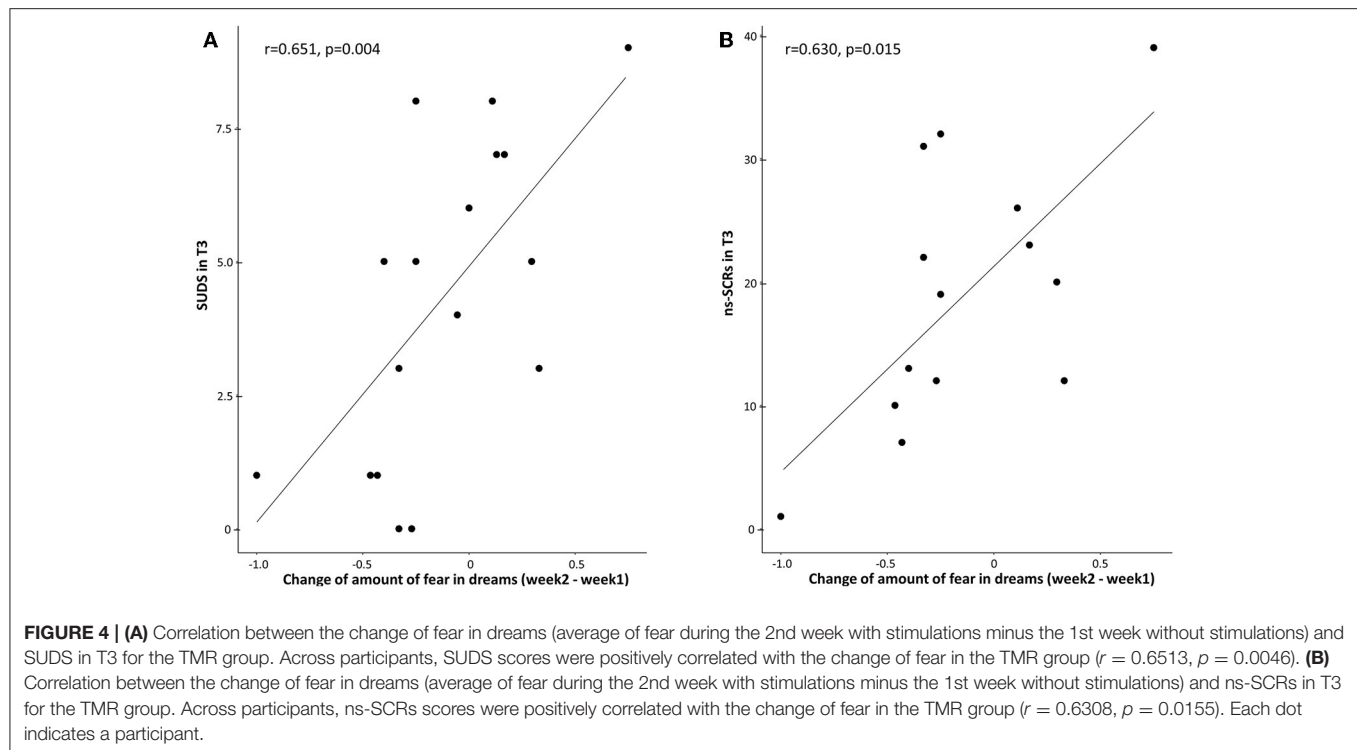 A
r=0.651, p=0.004
7.5
5.0
2.5
0
SUDS in T3
-1.0 -0.5 0 0.5
Change of amount of fear in dreams (week2 - week1)
B
r=0.630, p=0.015
40
30
20
10
0
ns-SCRs in T3
-1.0 -0.5 0 0.5
Change of amount of fear in dreams (week2 - week1)
FIGURE 4 | (A) Correlation between the change of fear in dreams (average of fear during the 2nd week with stimulations minus the 1st week without stimulations) and
SUDS in T3 for the TMR group. Across participants, SUDS scores were positively correlated with the change of fear in the TMR group (r = 0.6513, p = 0.0046). (B)
Correlation between the change of fear in dreams (average of fear during the 2nd week with stimulations minus the 1st week without stimulations) and ns-SCRs in T3
for the TMR group. Across participants, ns-SCRs scores were positively correlated with the change of fear in the TMR group (r = 0.6308, p = 0.0155). Each dot
indicates a participant.